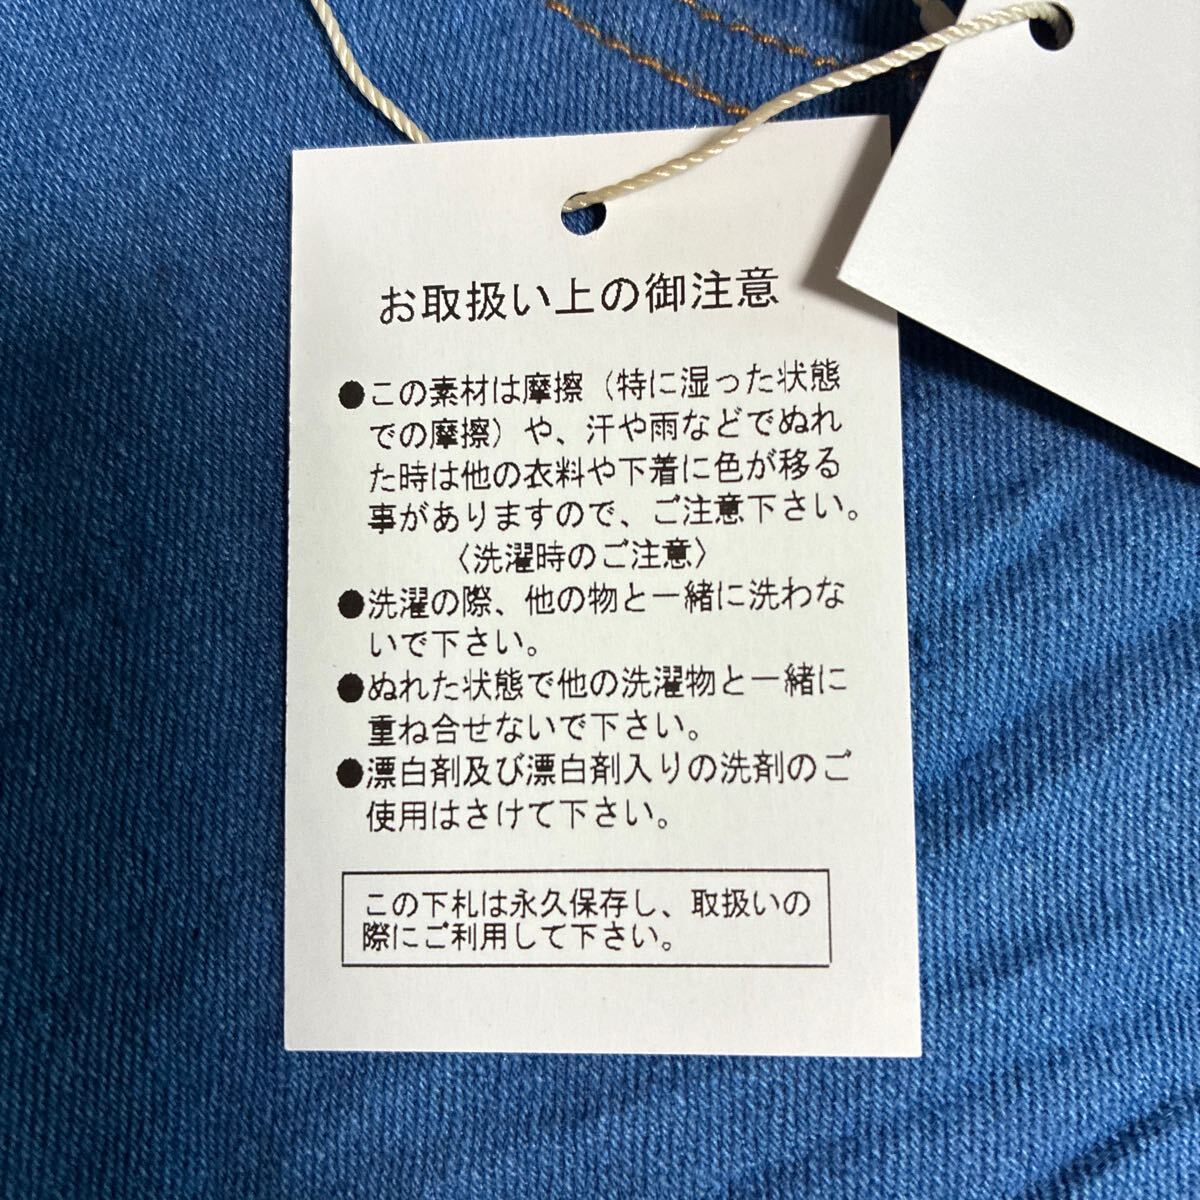 お取扱い上の御注意
●この素材は摩擦（特に湿った状態
での摩擦）や、汗や雨などでぬれ
た時は他の衣料や下着に色が移る
事がありますので、ご注意下さい。
〈洗濯時のご注意〉
●洗濯の際、他の物と一緒に洗わな
いで下さい。
●ぬれた状態で他の洗濯物と一緒に
重ね合せないで下さい。
●漂白剤及び漂白剤入りの洗剤のご
使用はさけて下さい。
この下札は永久保存し、取扱いの
際にご利用して下さい。